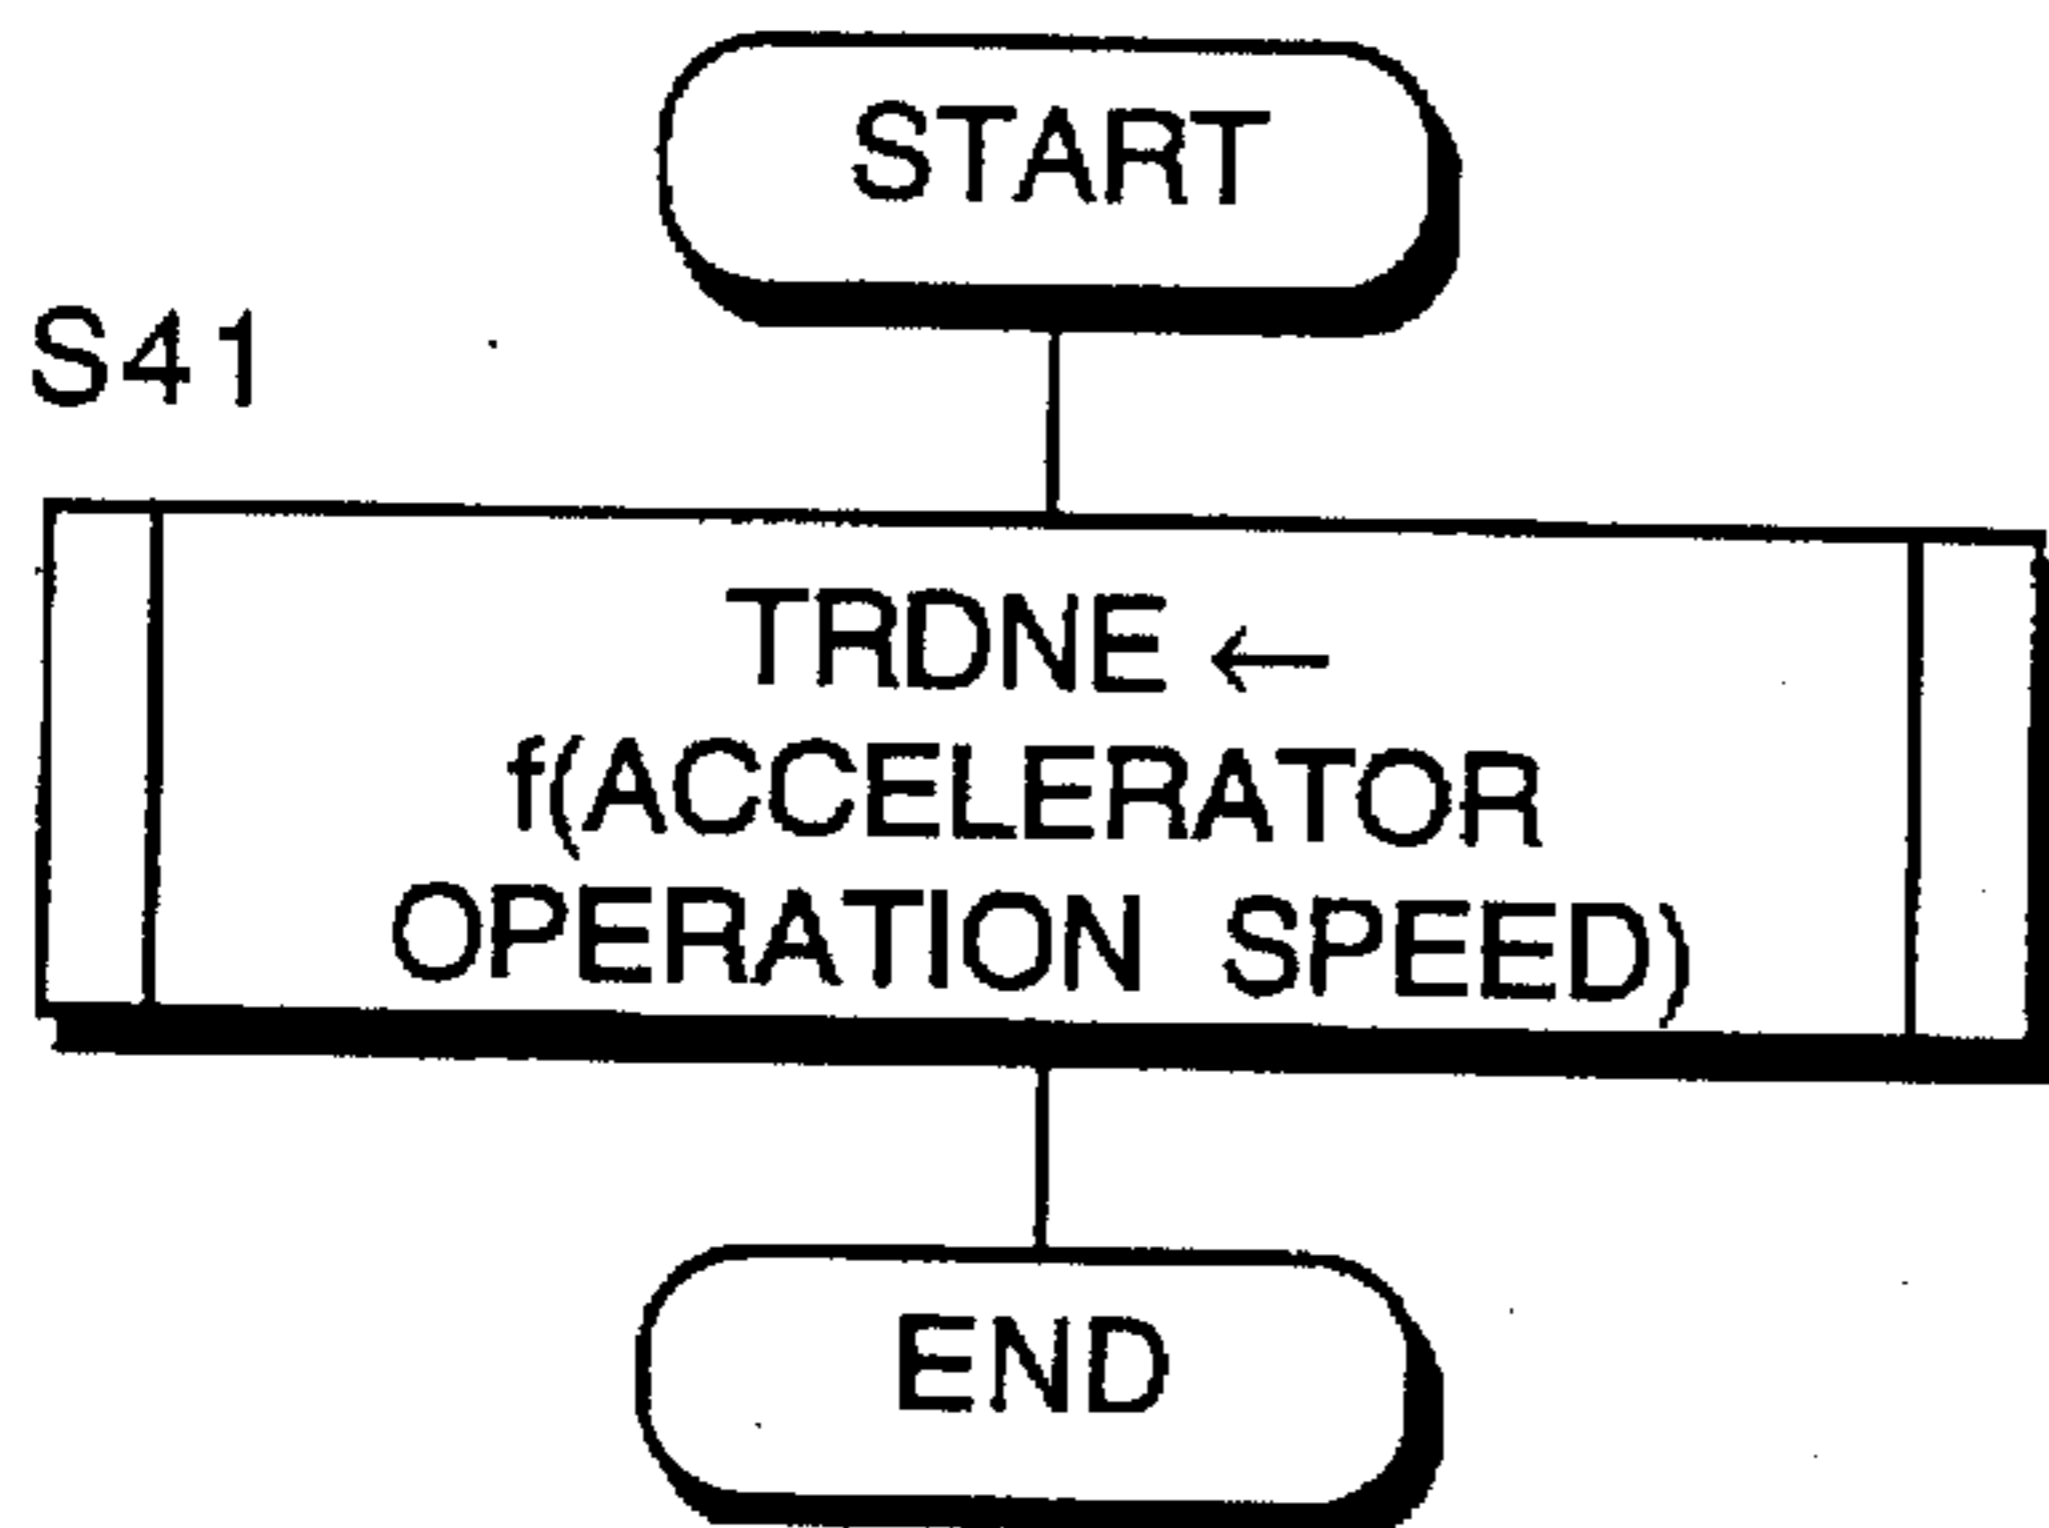 START
S41
TRDNE ←
f(ACCELERATOR
OPERATION SPEED)
END